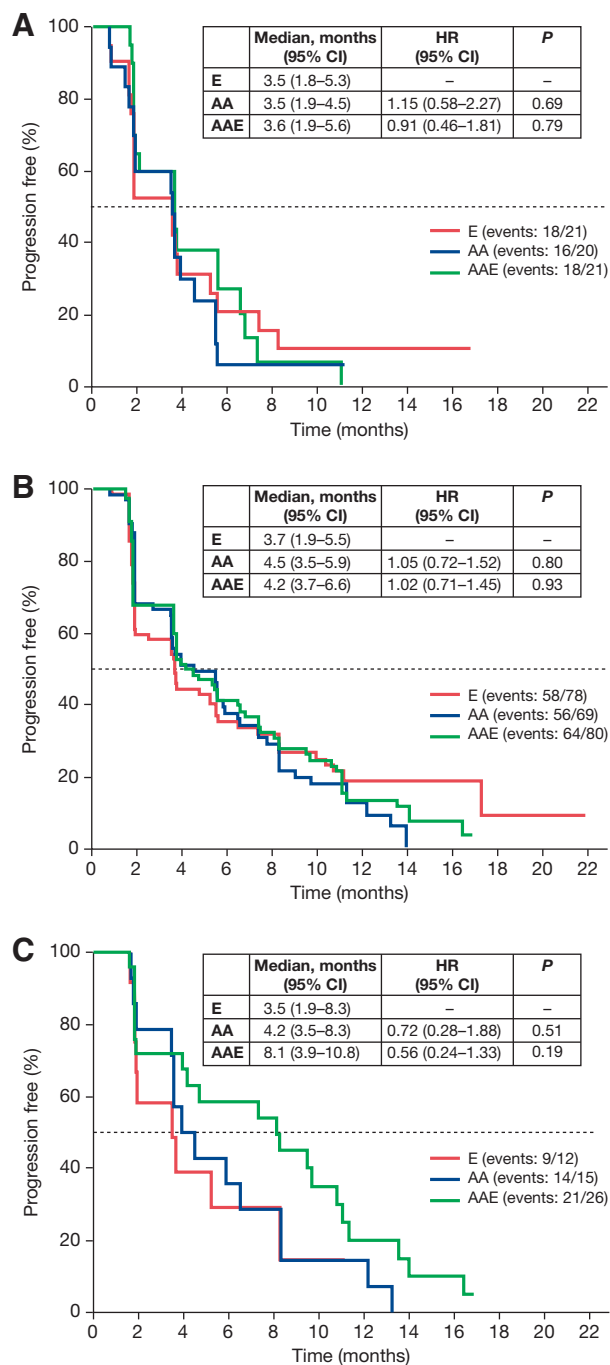 A
Median, months HR P
(95% CI) (95% CI)
E 3.5 (1.8–5.3) – –
AA 3.5 (1.9–4.5) 1.15 (0.58–2.27) 0.69
AAE 3.6 (1.9–5.6) 0.91 (0.46–1.81) 0.79
Progression free (%)
100
80
60
40
20
0
E (events: 18/21)
AA (events: 16/20)
AAE (events: 18/21)
0 2 4 6 8 10 12 14 16 18 20 22
Time (months)
B
Median, months HR P
(95% CI) (95% CI)
E 3.7 (1.9–5.5) – –
AA 4.5 (3.5–5.9) 1.05 (0.72–1.52) 0.80
AAE 4.2 (3.7–6.6) 1.02 (0.71–1.45) 0.93
Progression free (%)
100
80
60
40
20
0
E (events: 58/78)
AA (events: 56/69)
AAE (events: 64/80)
0 2 4 6 8 10 12 14 16 18 20 22
Time (months)
C
Median, months HR P
(95% CI) (95% CI)
E 3.5 (1.9–8.3) – –
AA 4.2 (3.5–8.3) 0.72 (0.28–1.88) 0.51
AAE 8.1 (3.9–10.8) 0.56 (0.24–1.33) 0.19
Progression free (%)
100
80
60
40
20
0
E (events: 9/12)
AA (events: 14/15)
AAE (events: 21/26)
0 2 4 6 8 10 12 14 16 18 20 22
Time (months)